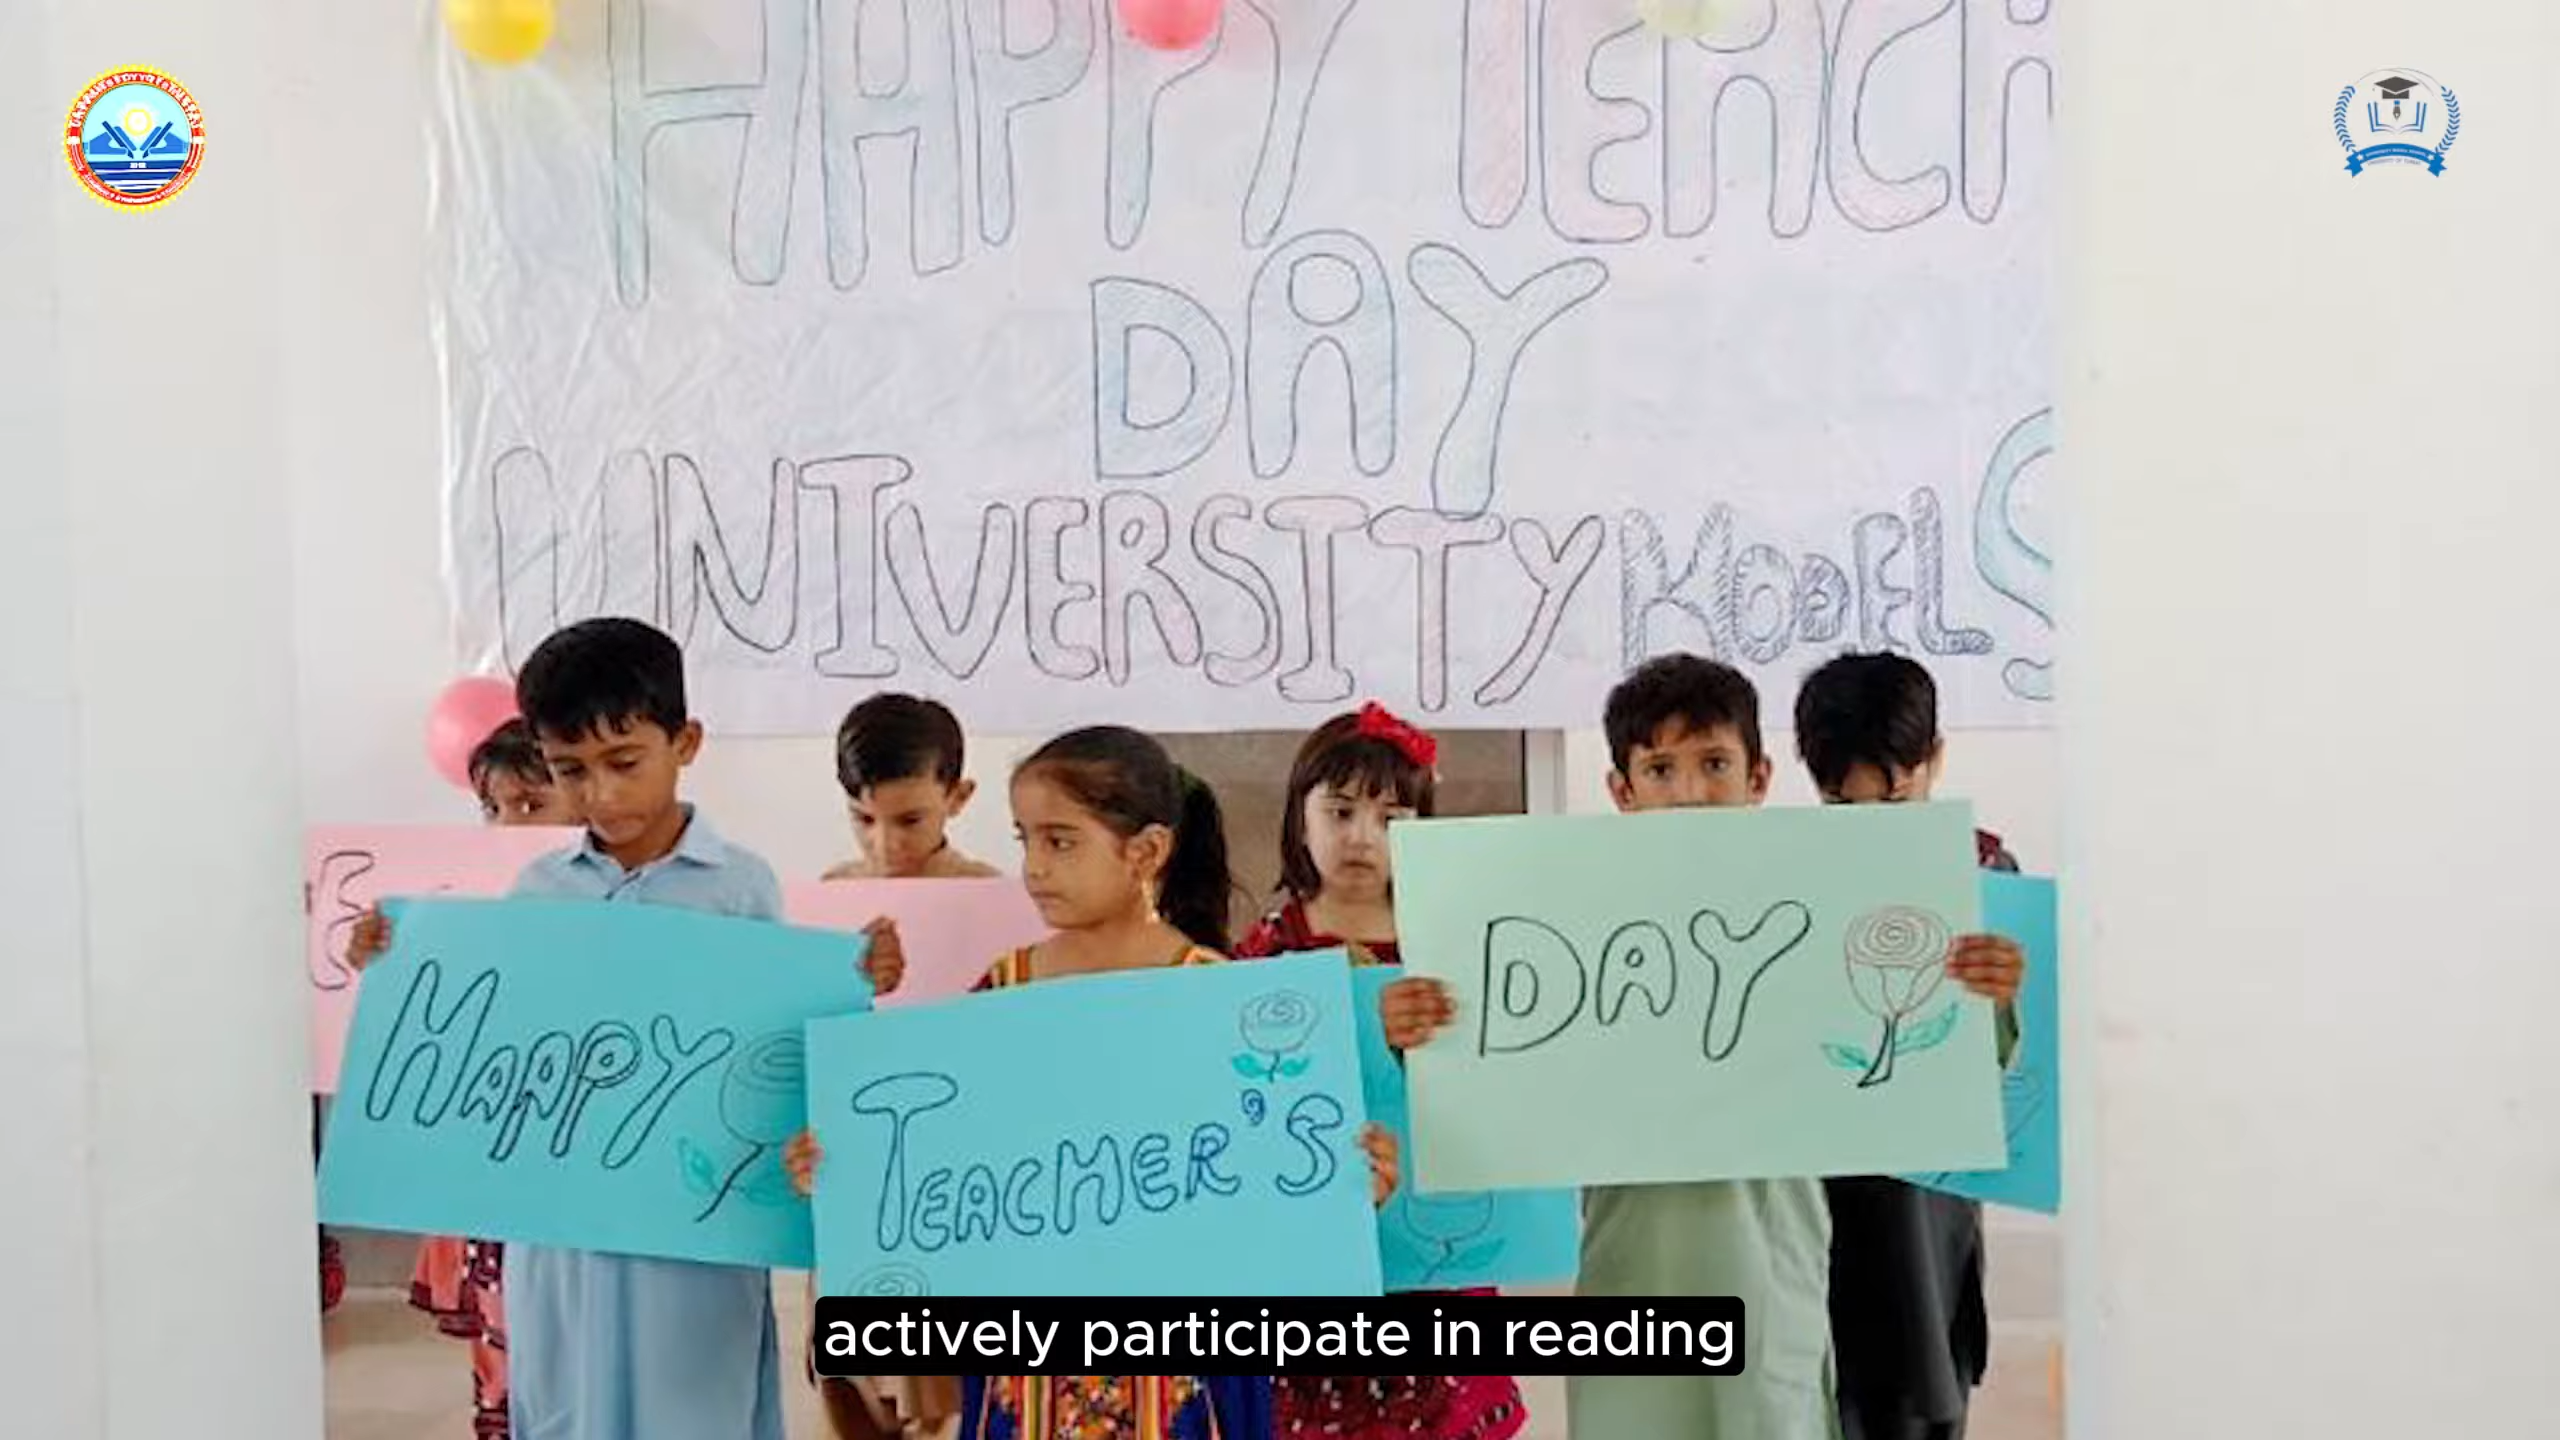 HAPPY TEACH
DAY
UNIVERSITY MODEL S
E
HAPPY
TEACHER'S
DAY
actively participate in reading